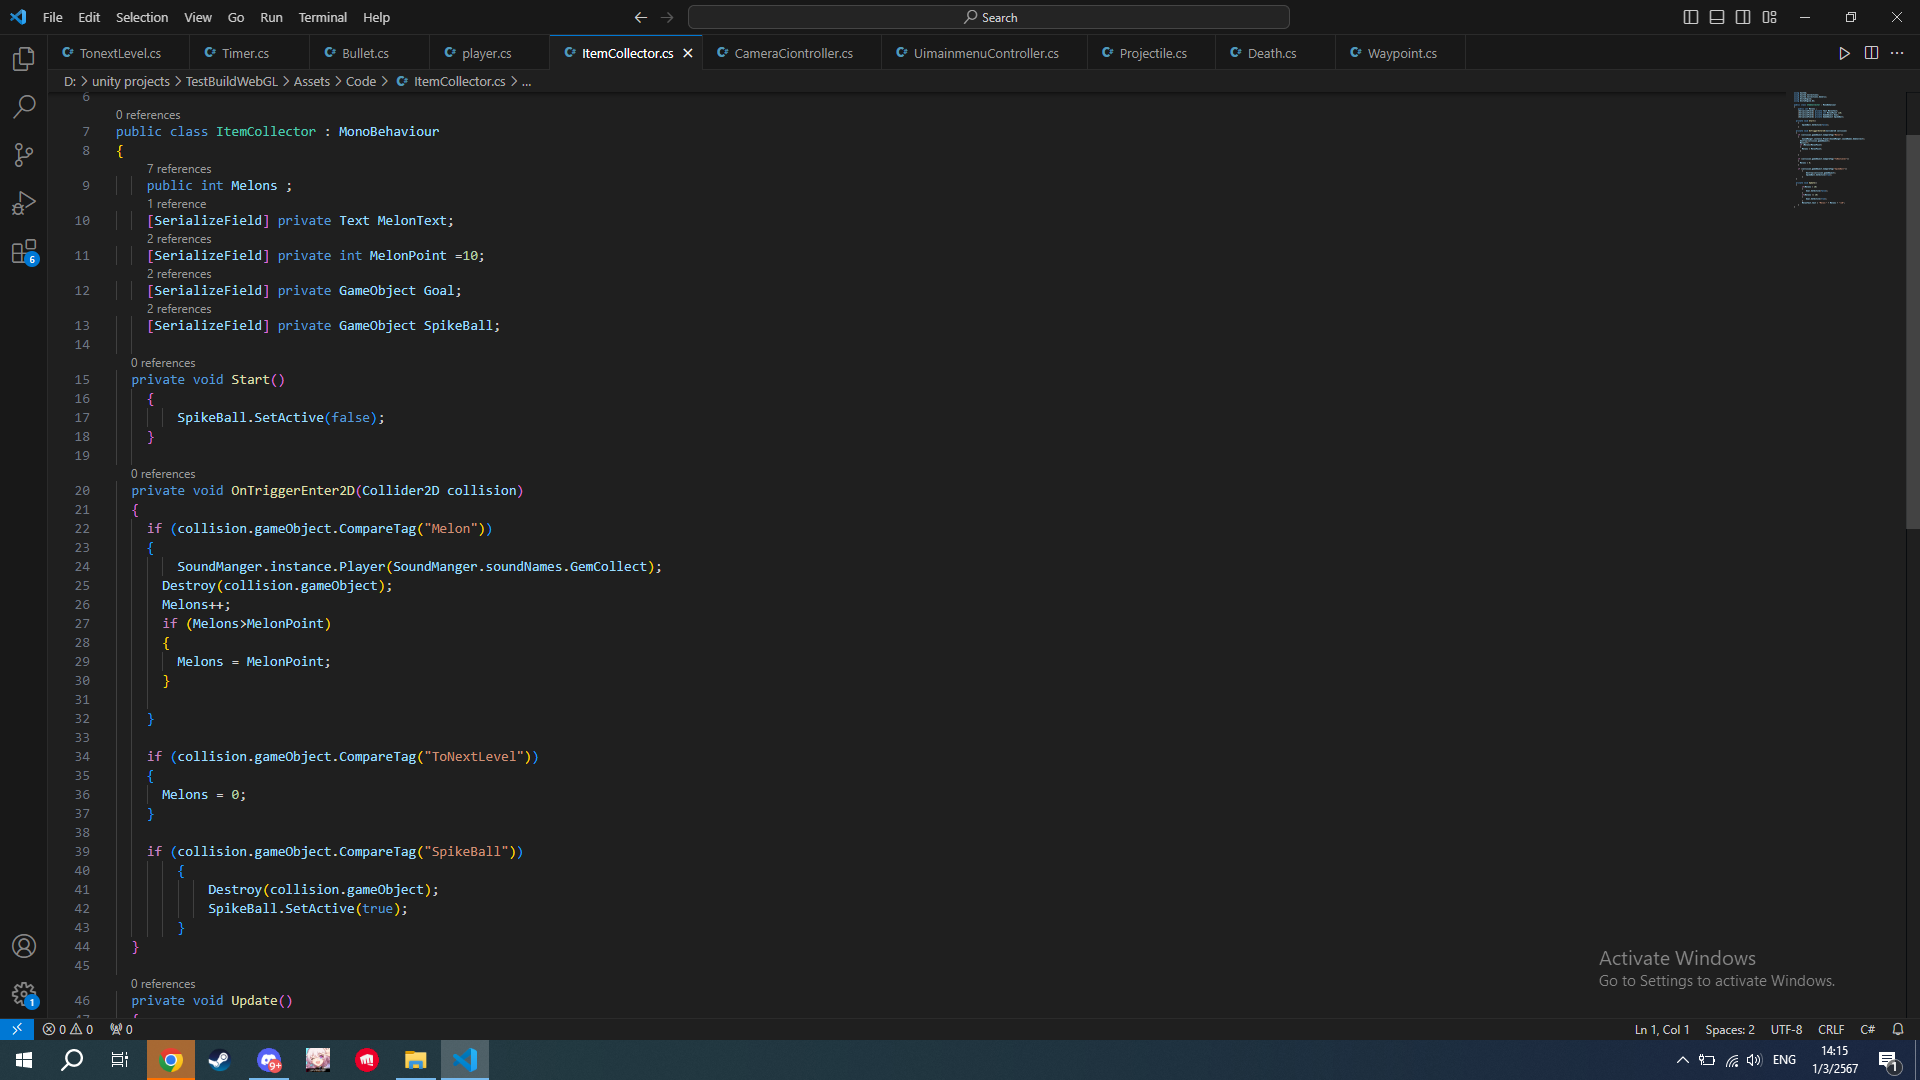 File Edit Selection View Go Run Terminal Help
Search
TonextLevel.cs Timer.cs Bullet.cs player.cs ItemCollector.cs CameraCiontroller.cs UimainmenuController.cs Projectile.cs Death.cs Waypoint.cs
D: > unity projects > TestBuildWebGL > Assets > Code > ItemCollector.cs > ...
6
0 references
7 public class ItemCollector : MonoBehaviour
8 {
7 references
9 public int Melons ;
1 reference
10 [SerializeField] private Text MelonText;
2 references
11 [SerializeField] private int MelonPoint =10;
2 references
12 [SerializeField] private GameObject Goal;
2 references
13 [SerializeField] private GameObject SpikeBall;
14
0 references
15 private void Start()
16 {
17 SpikeBall.SetActive(false);
18 }
19
0 references
20 private void OnTriggerEnter2D(Collider2D collision)
21 {
22 if (collision.gameObject.CompareTag("Melon"))
23 {
24 SoundManger.instance.Player(SoundManger.soundNames.GemCollect);
25 Destroy(collision.gameObject);
26 Melons++;
27 if (Melons>MelonPoint)
28 {
29 Melons = MelonPoint;
30 }
31
32 }
33
34 if (collision.gameObject.CompareTag("ToNextLevel"))
35 {
36 Melons = 0;
37 }
38
39 if (collision.gameObject.CompareTag("SpikeBall"))
40 {
41 Destroy(collision.gameObject);
42 SpikeBall.SetActive(true);
43 }
44 }
45
0 references
46 private void Update()
6
1
Activate Windows
Go to Settings to activate Windows.
0 0 0
Ln 1, Col 1 Spaces: 2 UTF-8 CRLF C#
9+
ENG
14:15
1/3/2567
1